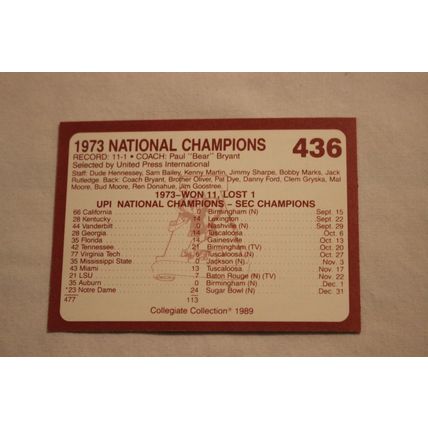 1973 NATIONAL CHAMPIONS 436
RECORD: 11-1 • COACH: Paul "Bear" Bryant
Selected by United Press International
Staff: Dude Hennessey, Sam Bailey, Kenny Martin, Jimmy Sharpe, Bobby Marks, Jack
Rutledge. Back: Coach Bryant, Brother Oliver, Pat Dye, Danny Ford, Clem Gryska, Mal
Moore, Bud Moore, Ren Donahue, Jim Goostree.
1973–WON 11, LOST 1
UPI NATIONAL CHAMPIONS – SEC CHAMPIONS
66 California 0 Birmingham (N) Sept. 15
28 Kentucky 14 Lexington Sept. 22
44 Vanderbilt 0 Nashville (N) Sept. 29
28 Georgia 14 Tuscaloosa Oct. 6
35 Florida 14 Gainesville Oct. 13
42 Tennessee 21 Birmingham (TV) Oct. 20
77 Virginia Tech 6 Tuscaloosa (N) Oct. 27
35 Mississippi State 0 Jackson (N) Nov. 3
43 Miami 13 Tuscaloosa Nov. 17
21 LSU 7 Baton Rouge (N) (TV) Nov. 22
35 Auburn 0 Birmingham (N) Dec. 1
*23 Notre Dame 24 Sugar Bowl (N) Dec. 31
477 113
Collegiate Collection® 1989